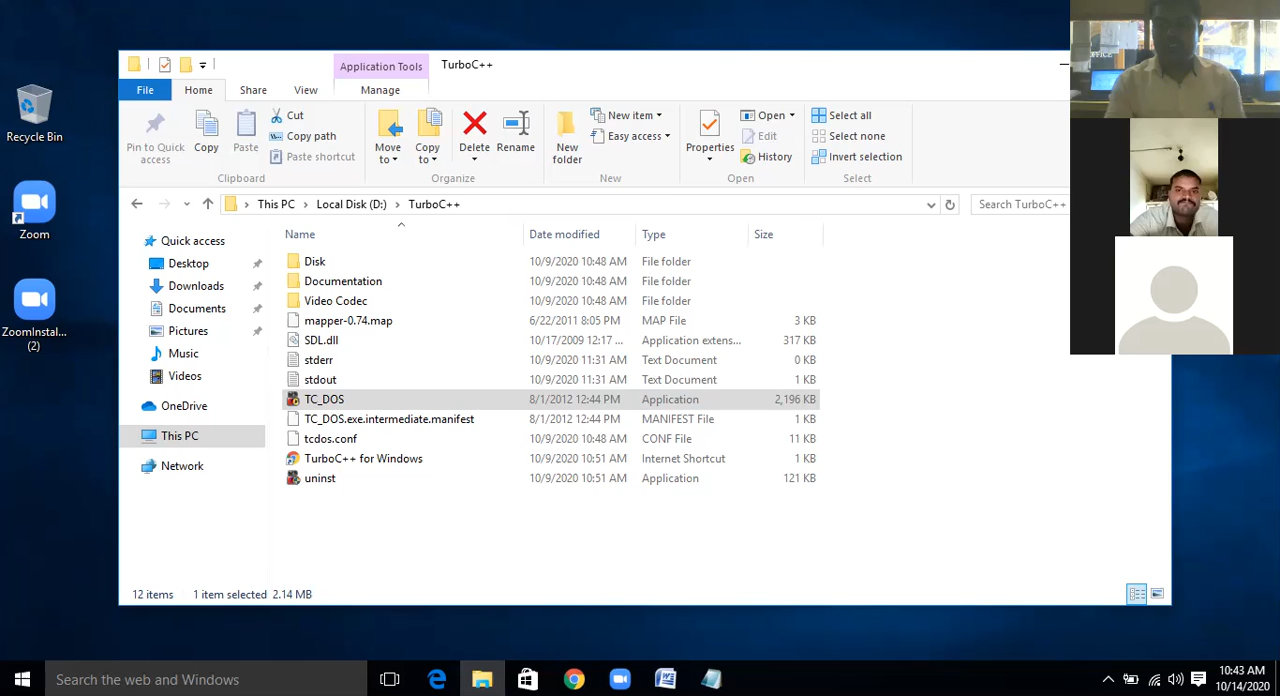 Application Tools TurboC++
File Home Share View Manage
Pin to Quick access
Copy
Paste
Cut
Copy path
Paste shortcut
Clipboard
Move to
Copy to
Delete
Rename
Organize
New folder
New item
Easy access
New
Properties
Open
Edit
History
Open
Select all
Select none
Invert selection
Select
This PC > Local Disk (D:) > TurboC++
Search TurboC++
Quick access
Desktop
Downloads
Documents
Pictures
Music
Videos
OneDrive
This PC
Network
Name Date modified Type Size
Disk 10/9/2020 10:48 AM File folder
Documentation 10/9/2020 10:48 AM File folder
Video Codec 10/9/2020 10:48 AM File folder
mapper-0.74.map 6/22/2011 8:05 PM MAP File 3 KB
SDL.dll 10/17/2009 12:17 ... Application extens... 317 KB
stderr 10/9/2020 11:31 AM Text Document 0 KB
stdout 10/9/2020 11:31 AM Text Document 1 KB
TC_DOS 8/1/2012 12:44 PM Application 2,196 KB
TC_DOS.exe.intermediate.manifest 8/1/2012 12:44 PM MANIFEST File 1 KB
tcdos.conf 10/9/2020 10:48 AM CONF File 11 KB
TurboC++ for Windows 10/9/2020 10:51 AM Internet Shortcut 1 KB
uninst 10/9/2020 10:51 AM Application 121 KB
12 items 1 item selected 2.14 MB
Recycle Bin
Zoom
ZoomInstal...
(2)
Search the web and Windows
10:43 AM
10/14/2020